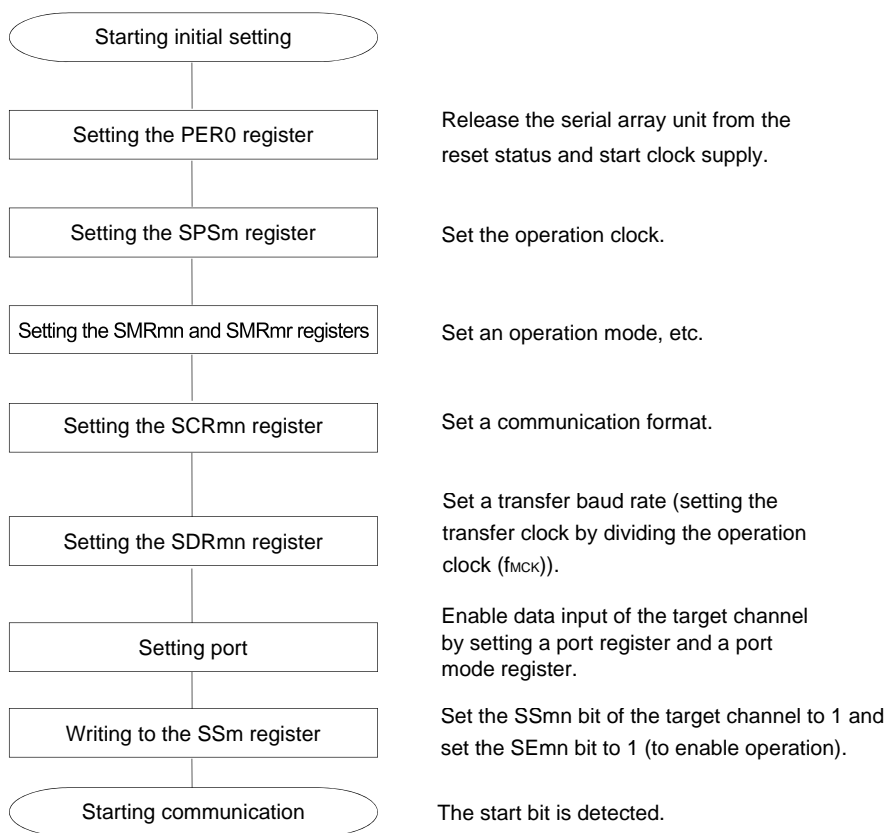 Starting initial setting
Setting the PER0 register
Release the serial array unit from the
reset status and start clock supply.
Setting the SPSm register
Set the operation clock.
Setting the SMRmn and SMRmr registers
Set an operation mode, etc.
Setting the SCRmn register
Set a communication format.
Setting the SDRmn register
Set a transfer baud rate (setting the
transfer clock by dividing the operation
clock (fMCK)).
Setting port
Enable data input of the target channel
by setting a port register and a port
mode register.
Writing to the SSm register
Set the SSmn bit of the target channel to 1 and
set the SEmn bit to 1 (to enable operation).
Starting communication
The start bit is detected.